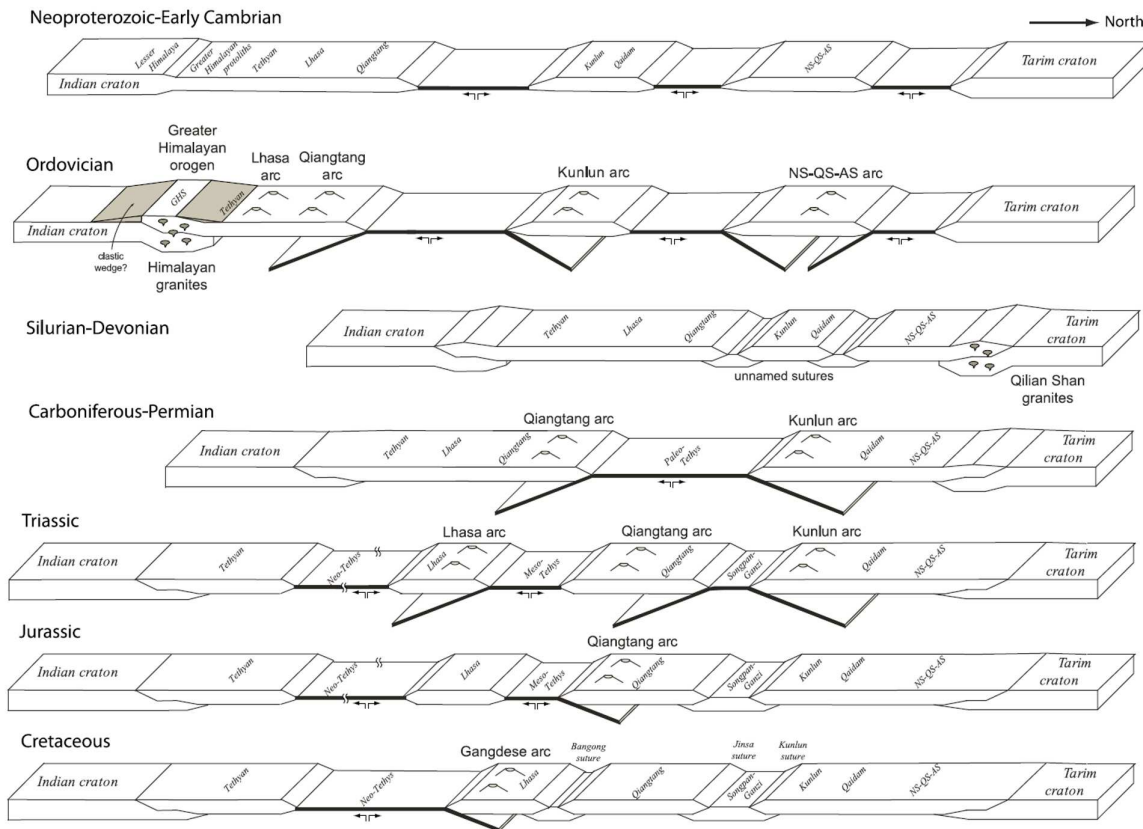 Neoproterozoic-Early Cambrian
North
Lesser
Himalaya
Greater
Himalayan
protoliths
Tethyan
Lhasa
Qiangtang
Kunlun
Qaidam
NS-QS-AS
Tarim craton
Indian craton
Ordovician
Greater
Himalayan
orogen
Lhasa
arc
Qiangtang
arc
Kunlun arc
NS-QS-AS arc
GHS
Tethyan
Indian craton
Tarim craton
clastic
wedge?
Himalayan
granites
Silurian-Devonian
Indian craton
Tethyan
Lhasa
Qiangtang
Kunlun
Qaidam
NS-QS-AS
Tarim
craton
unnamed sutures
Qilian Shan
granites
Carboniferous-Permian
Qiangtang arc
Kunlun arc
Indian craton
Tethyan
Lhasa
Qiangtang
Paleo-
Tethys
Qaidam
NS-QS-AS
Tarim
craton
Triassic
Lhasa arc
Qiangtang arc
Kunlun arc
Indian craton
Tethyan
Neo-Tethys
Lhasa
Meso-
Tethys
Qiangtang
Songpan-
Ganzi
Qaidam
NS-QS-AS
Tarim
craton
Jurassic
Qiangtang arc
Indian craton
Tethyan
Neo-Tethys
Lhasa
Meso-
Tethys
Qiangtang
Songpan-
Ganzi
Kunlun
Qaidam
NS-QS-AS
Tarim
craton
Cretaceous
Gangdese arc
Bangong
suture
Jinsa
suture
Kunlun
suture
Indian craton
Tethyan
Neo-Tethys
Lhasa
Qiangtang
Songpan-
Ganzi
Kunlun
Qaidam
NS-QS-AS
Tarim
craton